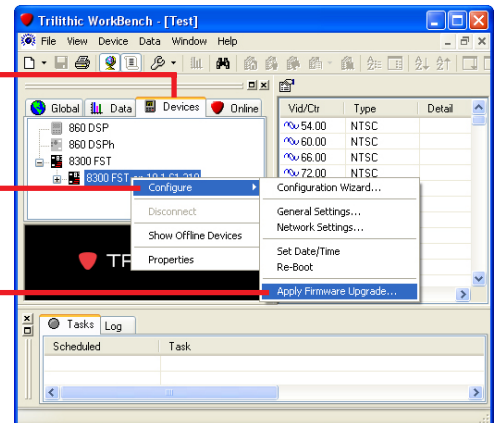 Trilithic WorkBench - [Test]
File View Device Data Window Help
Global Data Devices Online
860 DSP
860 DSPh
8300 FST
8300 FST
Vid/Ctr Type Detail
54.00 NTSC
60.00 NTSC
66.00 NTSC
72.00 NTSC
Configure
Disconnect
Show Offline Devices
Properties
Configuration Wizard...
General Settings...
Network Settings...
Set Date/Time
Re-Boot
Apply Firmware Upgrade...
TR
Tasks Log
Scheduled Task